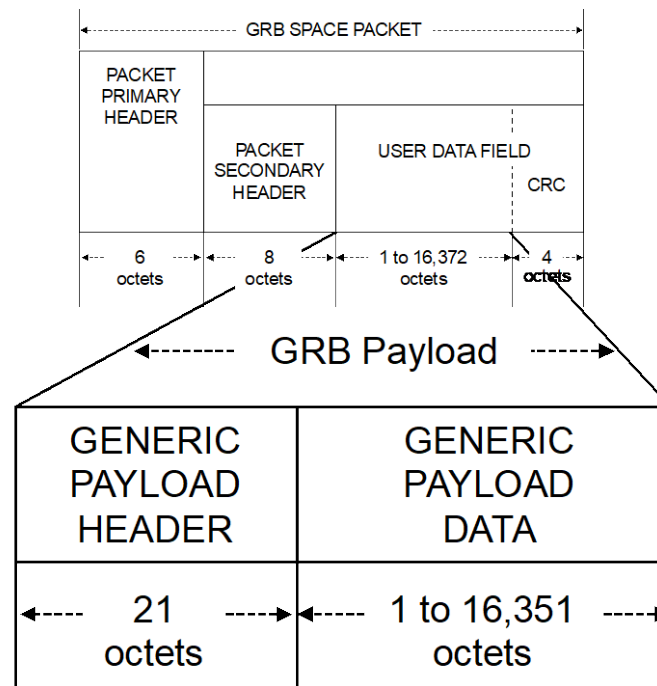 GRB SPACE PACKET
PACKET
PRIMARY
HEADER
PACKET
SECONDARY
HEADER
USER DATA FIELD
CRC
6
octets
8
octets
1 to 16,372
octets
4
octets
GRB Payload
GENERIC
PAYLOAD
HEADER
GENERIC
PAYLOAD
DATA
21
octets
1 to 16,351
octets